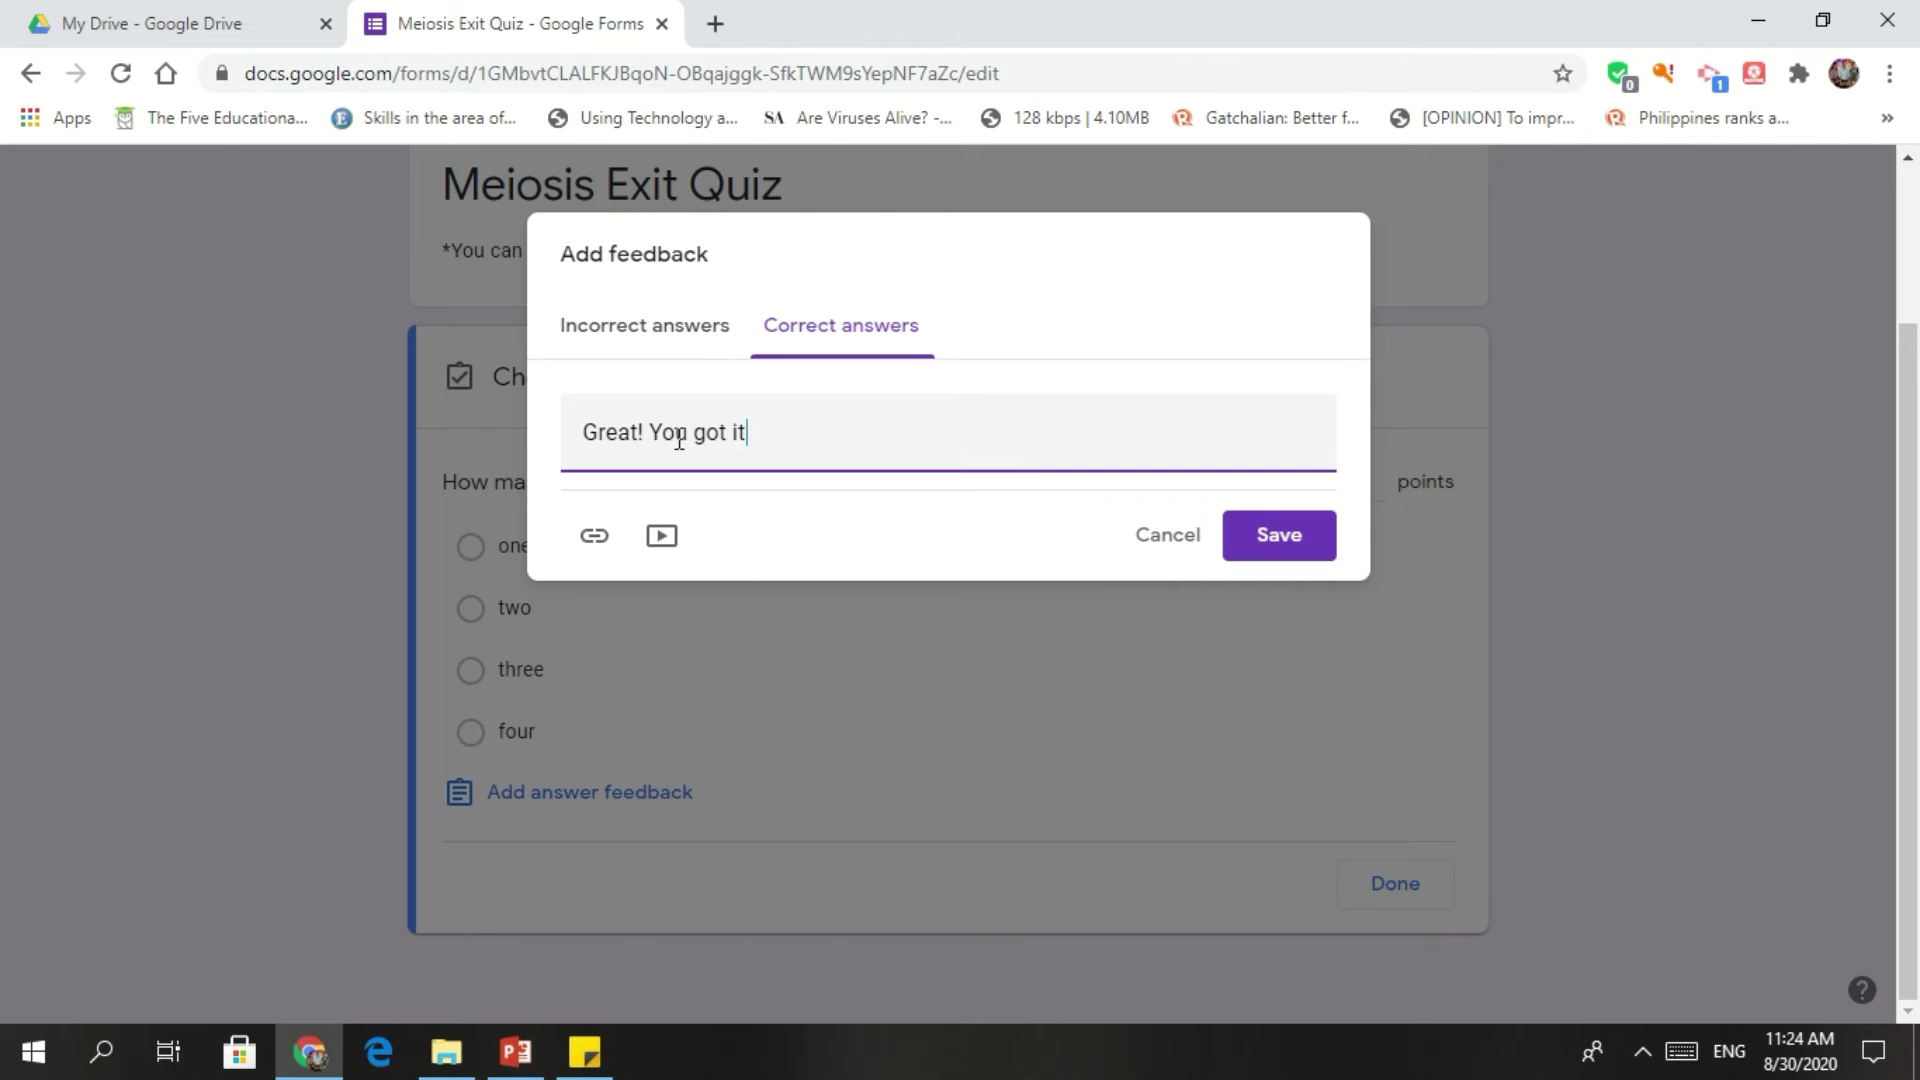 My Drive - Google Drive
Meiosis Exit Quiz - Google Forms
docs.google.com/forms/d/1GMbvtCLALFKJBqoN-OBqajggk-SfkTWM9sYepNF7aZc/edit
0
1
Apps
The Five Educationa...
Skills in the area of...
Using Technology a...
SA
Are Viruses Alive? -...
128 kbps | 4.10MB
Gatchalian: Better f...
[OPINION] To impr...
Philippines ranks a...
»
Meiosis Exit Quiz
*You can
Add feedback
Incorrect answers
Correct answers
Great! You got it
Cancel
Save
How ma
points
one
two
three
four
Add answer feedback
Done
ENG
11:24 AM
8/30/2020